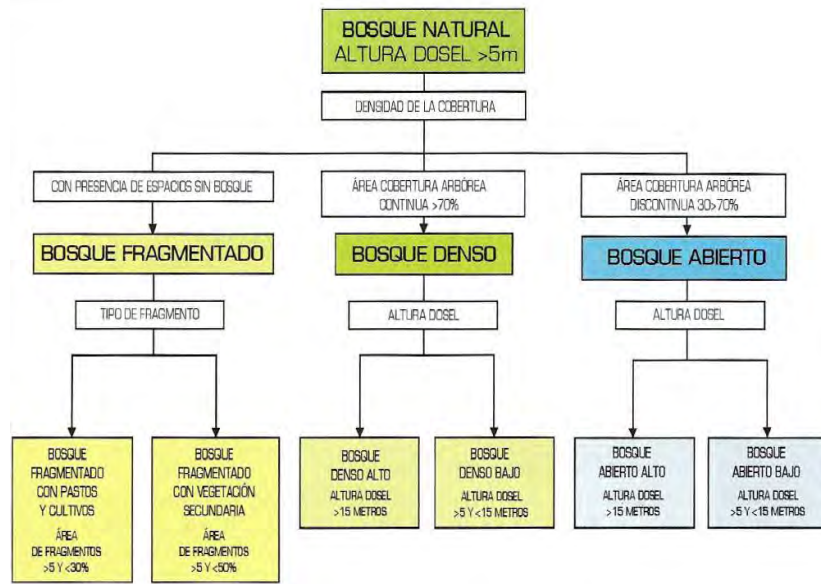 BOSQUE NATURAL
ALTURA DOSEL >5m
DENSIDAD DE LA COBERTURA
CON PRESENCIA DE ESPACIOS SIN BOSQUE
ÁREA COBERTURA ARBÓREA
CONTINUA >70%
ÁREA COBERTURA ARBÓREA
DISCONTINUA 30>70%
BOSQUE FRAGMENTADO
BOSQUE DENSO
BOSQUE ABIERTO
TIPO DE FRAGMENTO
ALTURA DOSEL
ALTURA DOSEL
BOSQUE
FRAGMENTADO
CON PASTOS
Y CULTIVOS
ÁREA
DE FRAGMENTOS
>5 Y <30%
BOSQUE
FRAGMENTADO
CON VEGETACIÓN
SECUNDARIA
ÁREA
DE FRAGMENTOS
>5 Y <50%
BOSQUE
DENSO ALTO
ALTURA DOSEL
>15 METROS
BOSQUE
DENSO BAJO
ALTURA DOSEL
>5 Y <15 METROS
BOSQUE
ABIERTO ALTO
ALTURA DOSEL
>15 METROS
BOSQUE
ABIERTO BAJO
ALTURA DOSEL
>5 Y <15 METROS